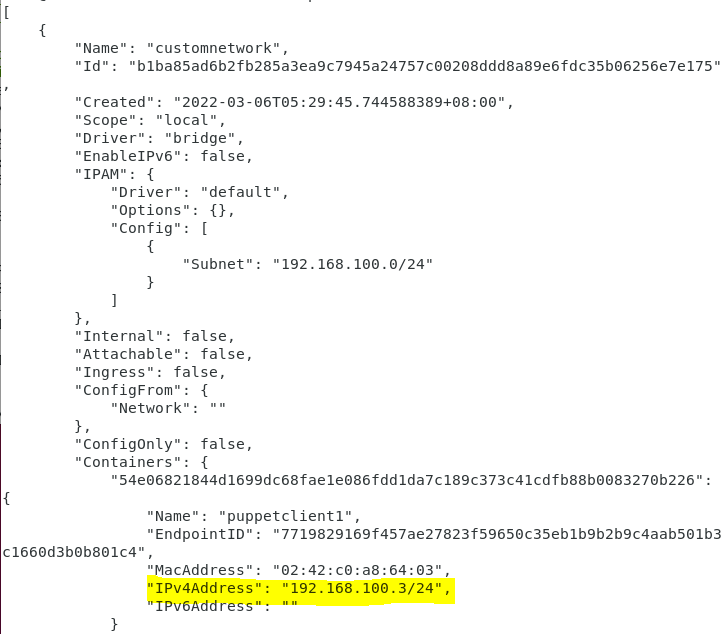 [
    {
        "Name": "customnetwork",
        "Id": "b1ba85ad6b2fb285a3ea9c7945a24757c00208ddd8a89e6fdc35b06256e7e175"
,
        "Created": "2022-03-06T05:29:45.744588389+08:00",
        "Scope": "local",
        "Driver": "bridge",
        "EnableIPv6": false,
        "IPAM": {
            "Driver": "default",
            "Options": {},
            "Config": [
                {
                    "Subnet": "192.168.100.0/24"
                }
            ]
        },
        "Internal": false,
        "Attachable": false,
        "Ingress": false,
        "ConfigFrom": {
            "Network": ""
        },
        "ConfigOnly": false,
        "Containers": {
            "54e06821844d1699dc68fae1e086fdd1da7c189c373c41cdfb88b0083270b226":
{
                "Name": "puppetclient1",
                "EndpointID": "7719829169f457ae27823f59650c35eb1b9b2b9c4aab501b3
c1660d3b0b801c4",
                "MacAddress": "02:42:c0:a8:64:03",
                "IPv4Address": "192.168.100.3/24",
                "IPv6Address": ""
            }